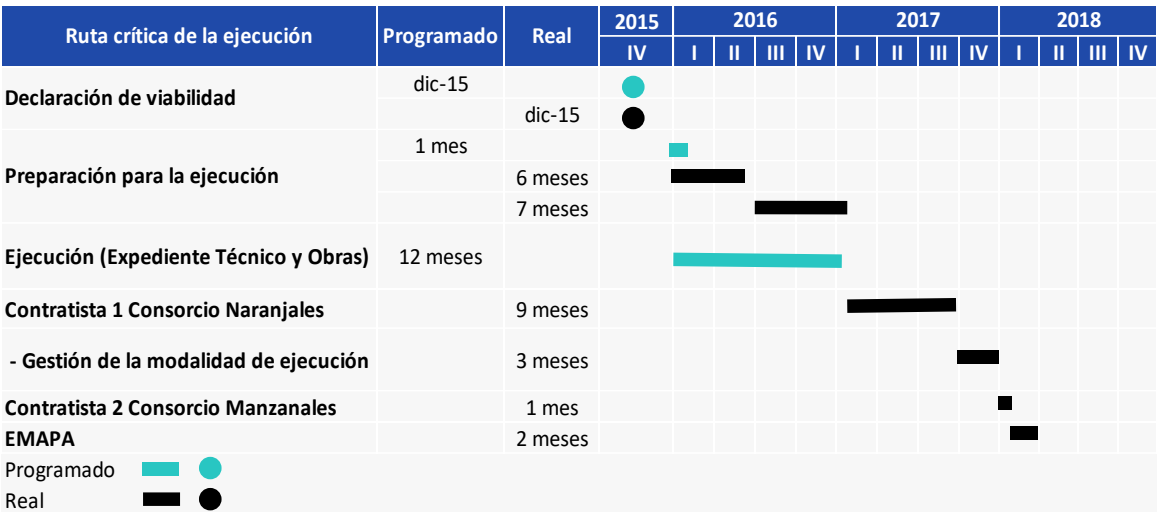 Ruta crítica de la ejecución Programado Real 2015 2016 2017 2018
IV I II III IV I II III IV I II III IV
Declaración de viabilidad dic-15
dic-15
Preparación para la ejecución 1 mes
6 meses
7 meses
Ejecución (Expediente Técnico y Obras) 12 meses
Contratista 1 Consorcio Naranjales 9 meses
- Gestión de la modalidad de ejecución 3 meses
Contratista 2 Consorcio Manzanales 1 mes
EMAPA 2 meses
Programado
Real